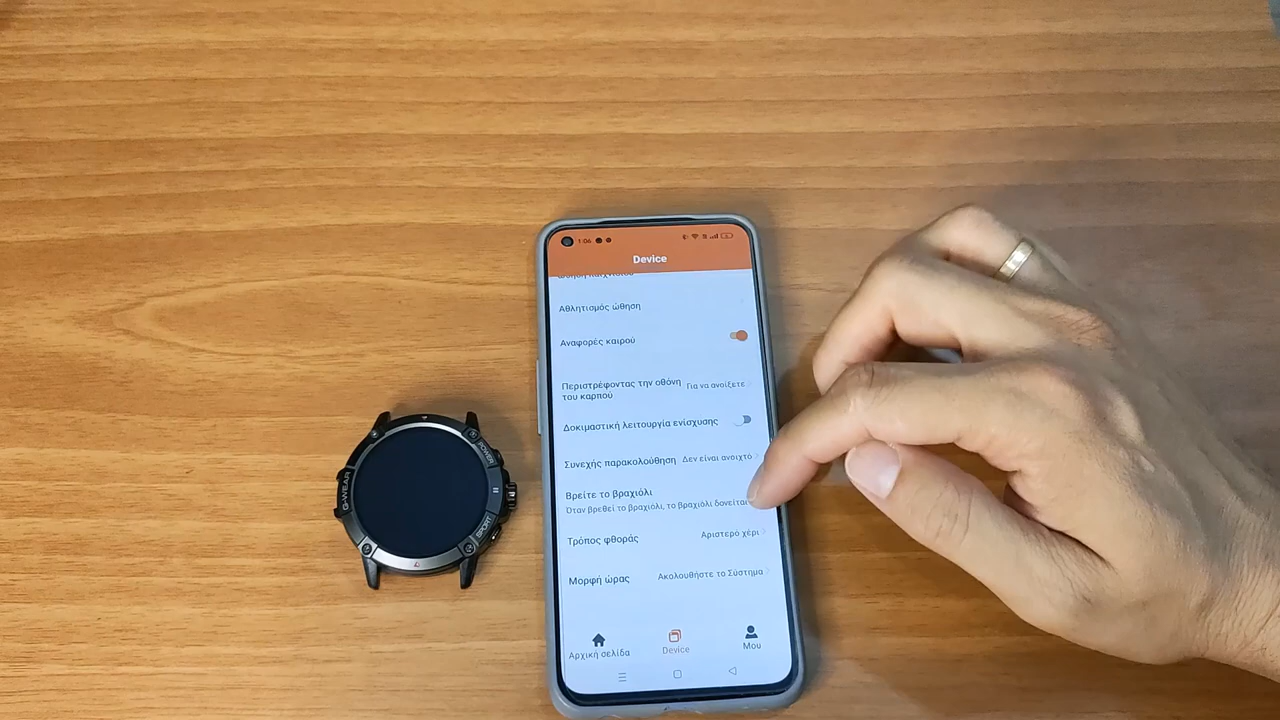 1:06
Device
Αθλητισμός ώθηση
Αναφορές καιρού
Περιστρέφοντας την οθόνη του καρπού
Για να ανοίξετε
Δοκιμαστική λειτουργία ενίσχυσης
Συνεχής παρακολούθηση Δεν είναι ανοιχτό
Βρείτε το βραχιόλι
Όταν βρεθεί το βραχιόλι, το βραχιόλι δονείται
Τρόπος φθοράς Αριστερό χέρι
Μορφή ώρας Ακολουθήστε το Σύστημα
Αρχική σελίδα Device Μου
G-WEAR
POWER
SPORT